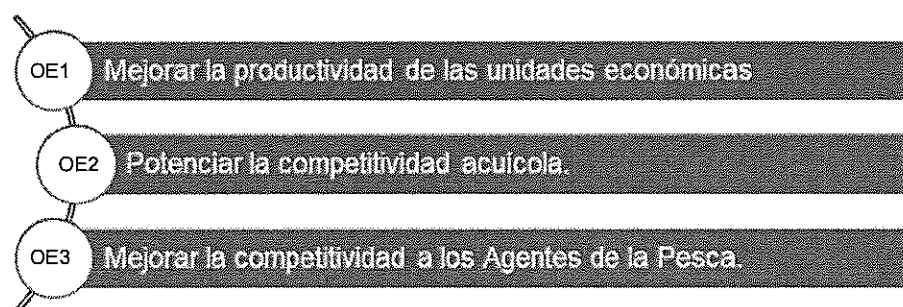 OE1 Mejorar la productividad de las unidades económicas
OE2 Potenciar la competitividad acuícola.
OE3 Mejorar la competitividad a los Agentes de la Pesca.